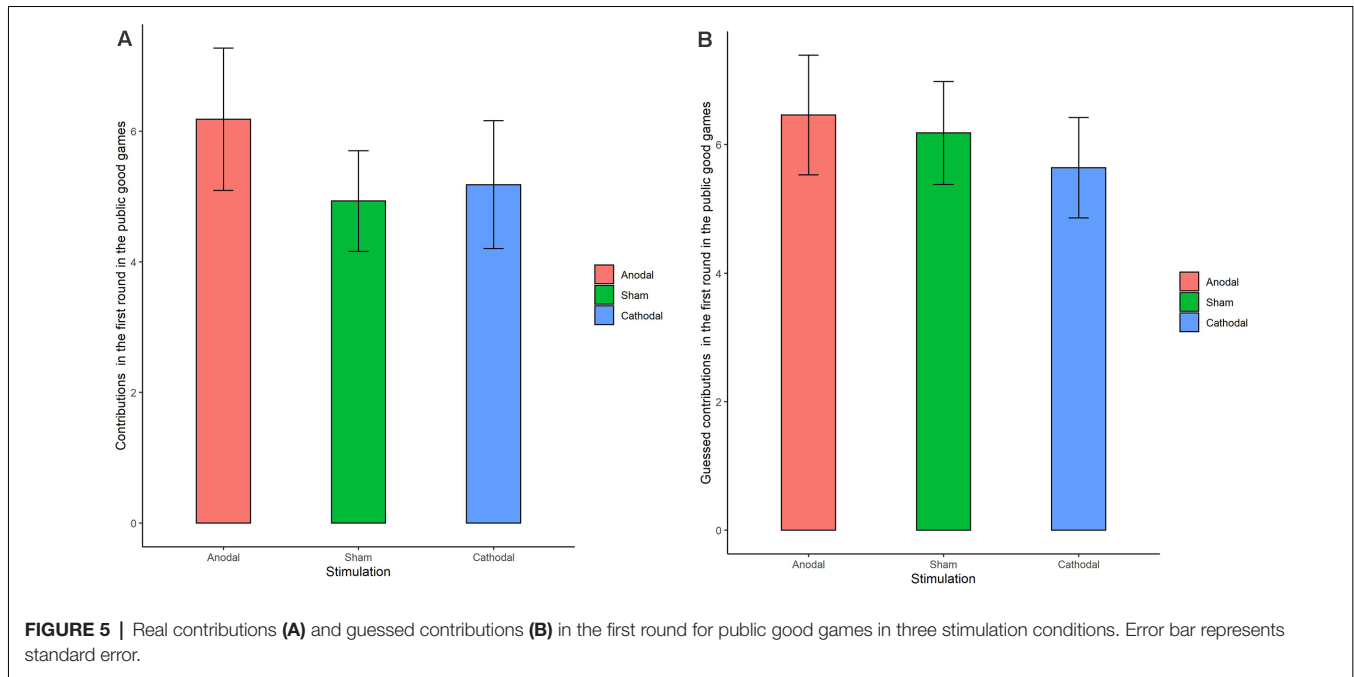 A
Contributions in the first round in the public good games
6
4
2
0
Anodal
Sham
Cathodal
Stimulation
Anodal
Sham
Cathodal
B
Guessed contributions in the first round in the public good games
6
4
2
0
Anodal
Sham
Cathodal
Stimulation
Anodal
Sham
Cathodal
FIGURE 5 | Real contributions (A) and guessed contributions (B) in the first round for public good games in three stimulation conditions. Error bar represents
standard error.